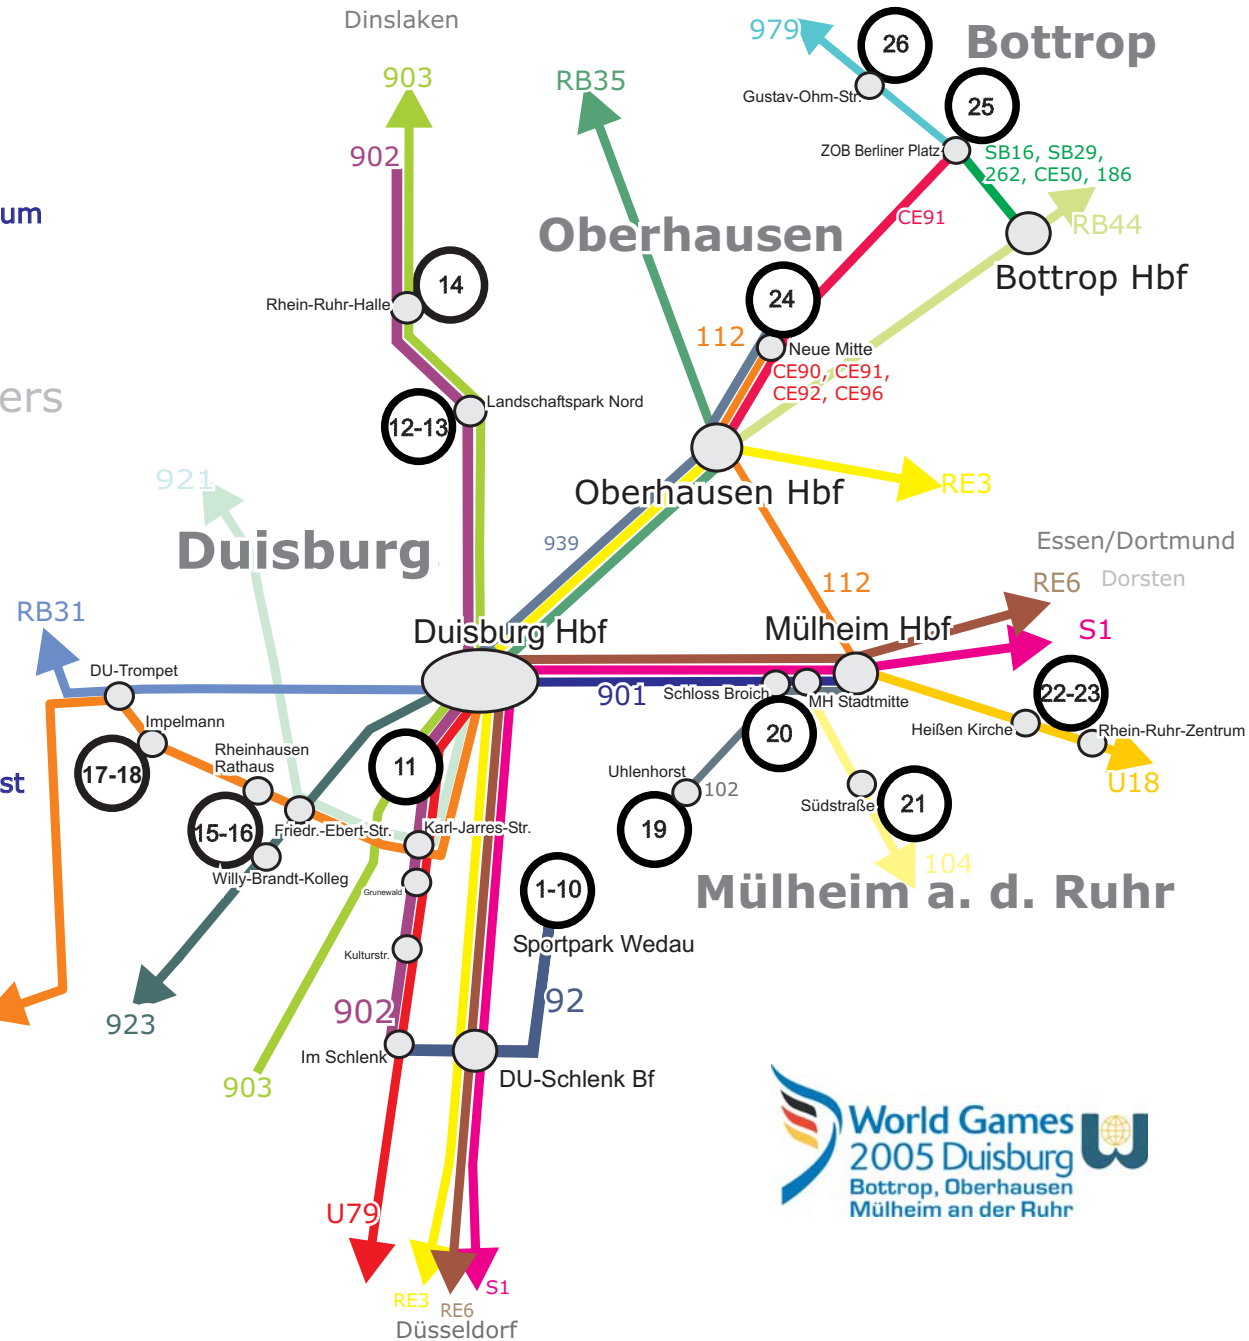 Dinslaken
979
26
Bottrop
903
RB35
Gustav-Ohm-Str.
25
902
ZOB Berliner Platz
SB16, SB29,
262, CE50, 186
um
CE91
RB44
Oberhausen
Bottrop Hbf
14
24
Rhein-Ruhr-Halle
112
Neue Mitte
CE90, CE91,
CE92, CE96
ers
Landschaftspark Nord
12-13
921
Oberhausen Hbf
RE3
Duisburg
939
Essen/Dortmund
112
RE6
Dorsten
RB31
Duisburg Hbf
Mülheim Hbf
S1
DU-Trompet
901
Schloss Broich
MH Stadtmitte
22-23
Impelmann
20
Heißen Kirche
Rhein-Ruhr-Zentrum
Rheinhausen
Rathaus
17-18
11
Uhlenhorst
102
U18
st
Südstraße
21
15-16
Friedr.-Ebert-Str.
Karl-Jarres-Str.
19
Willy-Brandt-Kolleg
Grunewald
1-10
104
Mülheim a. d. Ruhr
Kulturstr.
Sportpark Wedau
902
92
923
Im Schlenk
903
DU-Schlenk Bf
World Games
2005 Duisburg
Bottrop, Oberhausen
Mülheim an der Ruhr
U79
RE3
RE6
S1
Düsseldorf